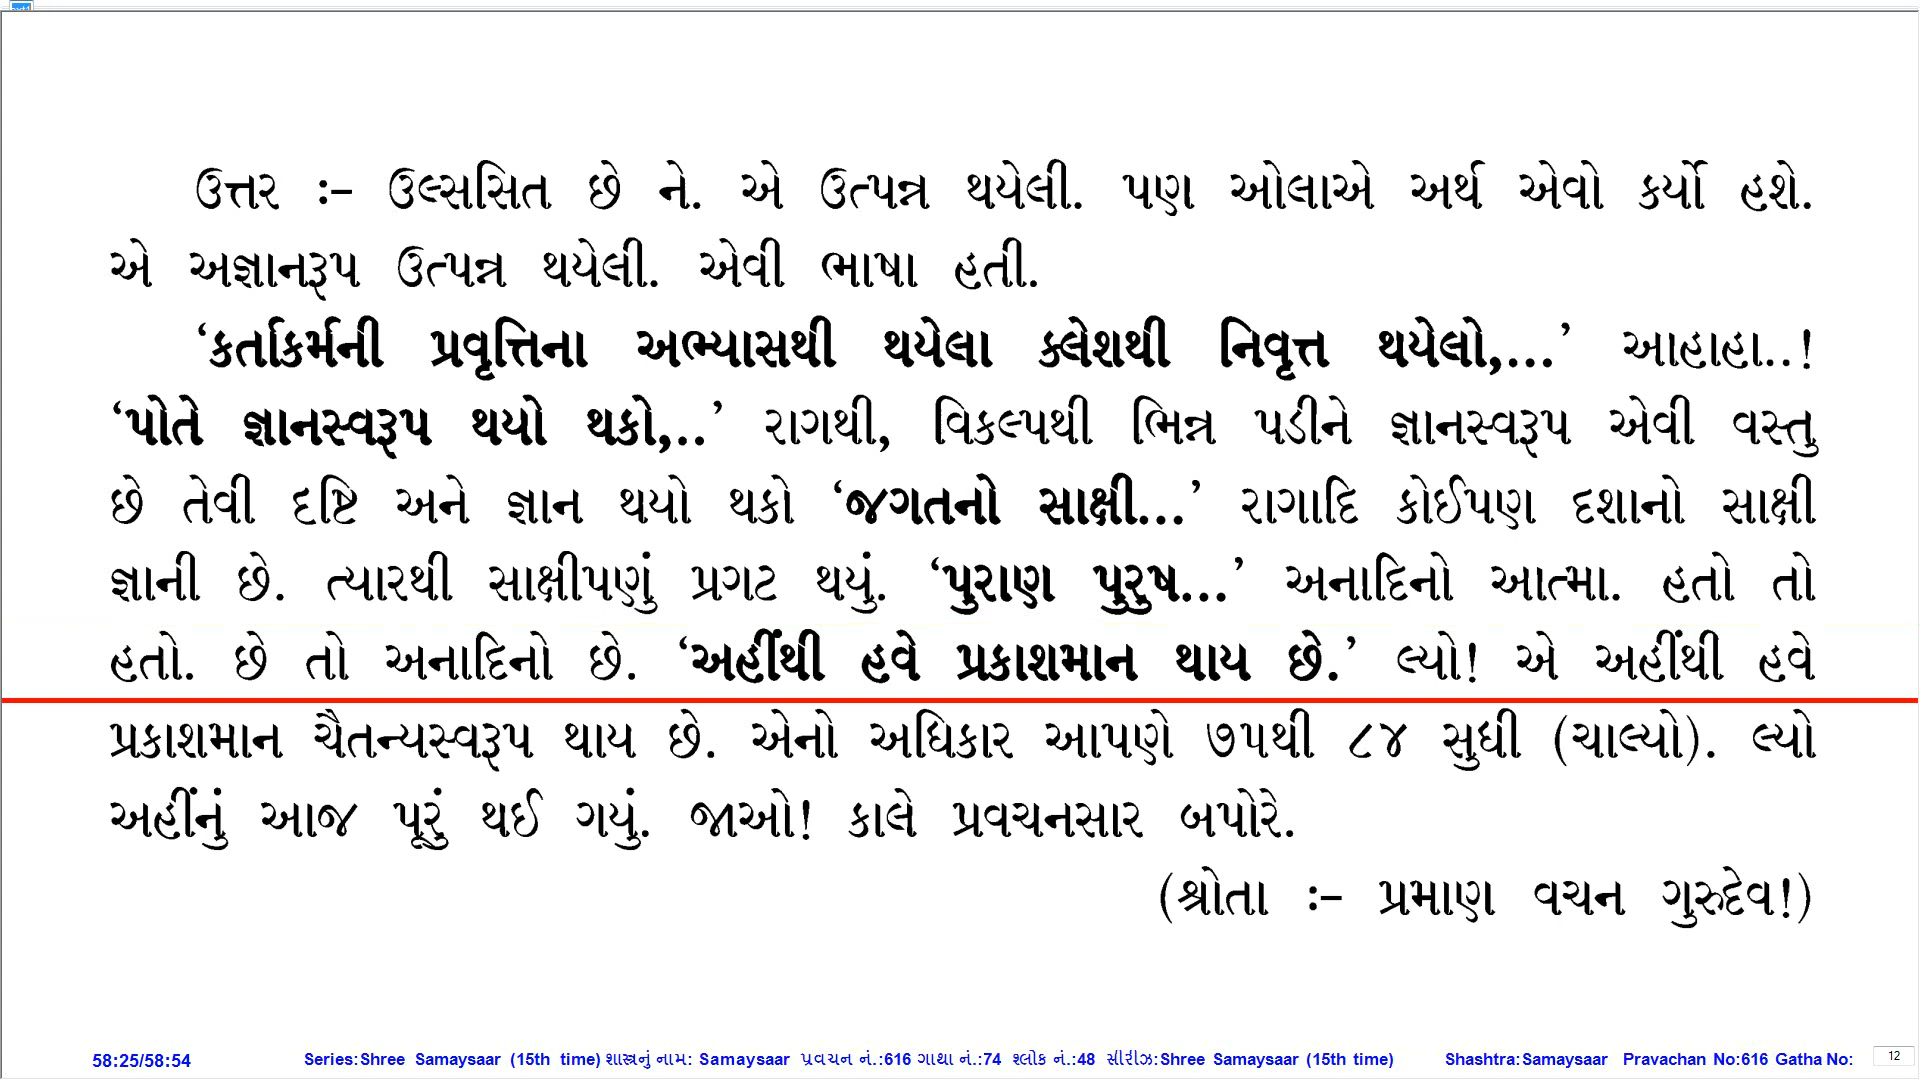 ઉત્તર :- ઉલ્સસિત છે ને. એ ઉત્પન્ન થયેલી. પણ ઓલાએ અર્થ એવો કર્યો હશે.
એ અજ્ઞાનરૂપ ઉત્પન્ન થયેલી. એવી ભાષા હતી.
‘કર્તાકર્મની પ્રવૃત્તિના અભ્યાસથી થયેલા ક્લેશથી નિવૃત્ત થયેલો,...’ આહાહા..!
‘પોતે જ્ઞાનસ્વરૂપ થયો થકો,..’ રાગથી, વિકલ્પથી ભિન્ન પડીને જ્ઞાનસ્વરૂપ એવી વસ્તુ
છે તેવી દૃષ્ટિ અને જ્ઞાન થયો થકો ‘જગતનો સાક્ષી...’ રાગાદિ કોઈપણ દશાનો સાક્ષી
જ્ઞાની છે. ત્યારથી સાક્ષીપણું પ્રગટ થયું. ‘પુરાણ પુરુષ...’ અનાદિનો આત્મા. હતો તો
હતો. છે તો અનાદિનો છે. ‘અહીંથી હવે પ્રકાશમાન થાય છે.’ લ્યો! એ અહીંથી હવે
પ્રકાશમાન ચૈતન્યસ્વરૂપ થાય છે. એનો અધિકાર આપણે ૭૫થી ૮૪ સુધી (ચાલ્યો). લ્યો
અહીંનું આજ પૂરું થઈ ગયું. જાઓ! કાલે પ્રવચનસાર બપોરે.
(શ્રોતા :- પ્રમાણ વચન ગુરુદેવ!)
58:25/58:54 Series:Shree Samaysaar (15th time) શાસ્ત્રનું નામ: Samaysaar પ્રવચન નં.:616 ગાથા નં.:74 શ્લોક નં.:48 સીરીઝ:Shree Samaysaar (15th time) Shashtra:Samaysaar Pravachan No:616 Gatha No: 12